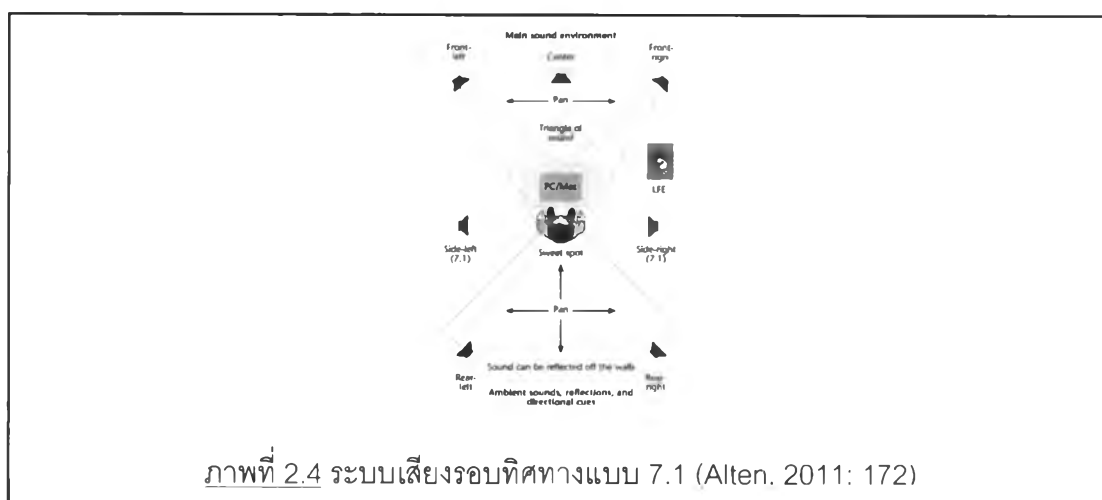 Main sound environment
Front-
left
Center
Front-
right
Pan
Triangle of
sound
PC/Mac
LFE
Side-left
(7.1)
Sweet spot
Side-right
(7.1)
Pan
Sound can be reflected off the walls
Rear-
left
Rear-
right
Ambient sounds, reflections, and
directional cues
ภาพที่ 2.4 ระบบเสียงรอบทิศทางแบบ 7.1 (Alten. 2011: 172)